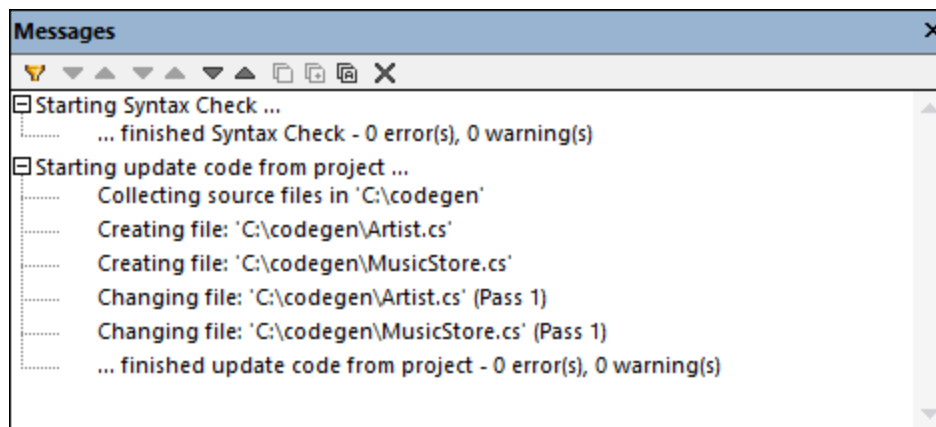 Messages
Starting Syntax Check ...
... finished Syntax Check - 0 error(s), 0 warning(s)
Starting update code from project ...
Collecting source files in 'C:\codegen'
Creating file: 'C:\codegen\Artist.cs'
Creating file: 'C:\codegen\MusicStore.cs'
Changing file: 'C:\codegen\Artist.cs' (Pass 1)
Changing file: 'C:\codegen\MusicStore.cs' (Pass 1)
... finished update code from project - 0 error(s), 0 warning(s)